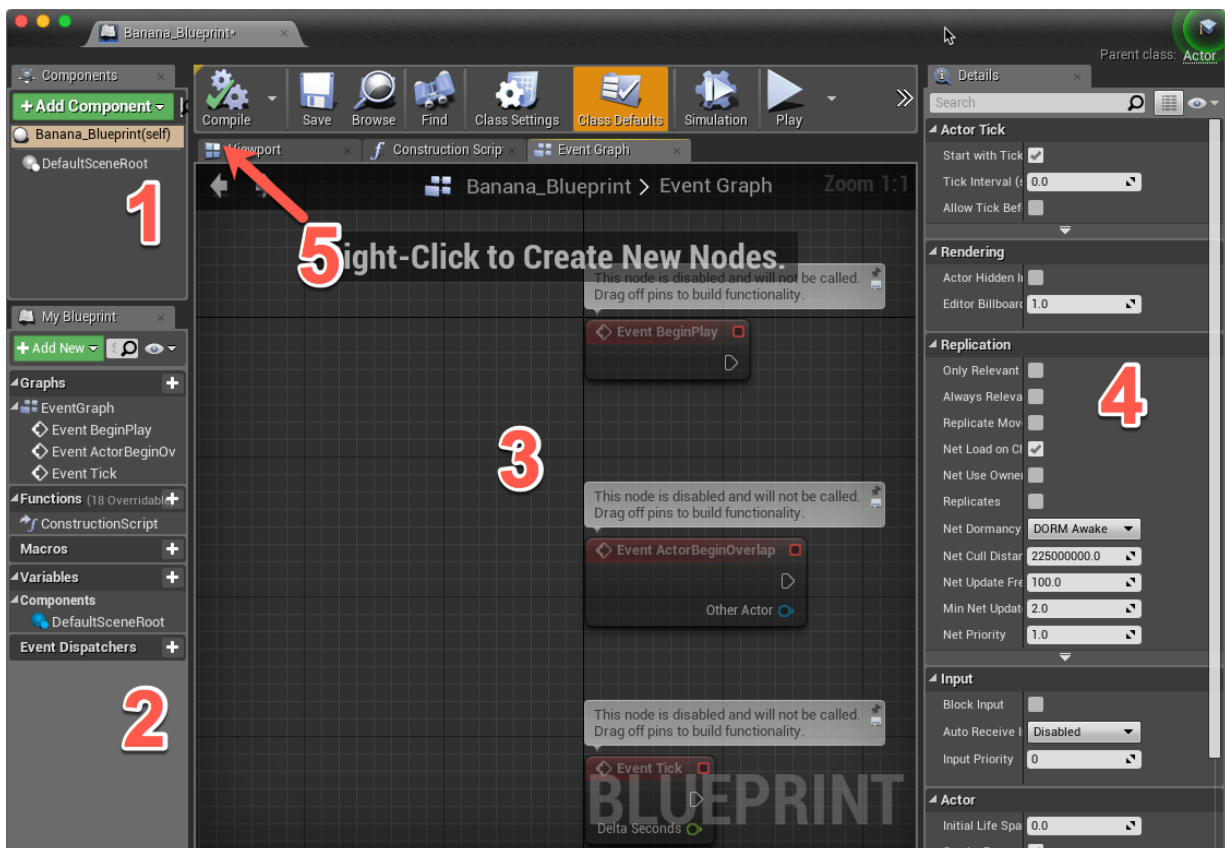 Banana_Blueprint*
Parent class: Actor
Components
+Add Component
Banana_Blueprint(self)
DefaultSceneRoot
1
My Blueprint
+Add New
Graphs
EventGraph
Event BeginPlay
Event ActorBeginOv
Event Tick
Functions (18 Overridabl
ConstructionScript
Macros
Variables
Components
DefaultSceneRoot
Event Dispatchers
2
Compile
Save
Browse
Find
Class Settings
Class Defaults
Simulation
Play
Viewport
Construction Scrip
Event Graph
Banana_Blueprint > Event Graph
Zoom 1:1
5
ight-Click to Create New Nodes.
This node is disabled and will not be called.
Drag off pins to build functionality.
Event BeginPlay
3
This node is disabled and will not be called.
Drag off pins to build functionality.
Event ActorBeginOverlap
Other Actor
This node is disabled and will not be called.
Drag off pins to build functionality.
Event Tick
Delta Seconds
BLUEPRINT
Details
Search
Actor Tick
Start with Tick
Tick Interval (s 0.0
Allow Tick Bef
Rendering
Actor Hidden I
Editor Billboard 1.0
Replication
Only Relevant
Always Releva
Replicate Mov
Net Load on Cl
Net Use Owner
Replicates
Net Dormancy DORM Awake
Net Cull Distan 225000000.0
Net Update Fre 100.0
Min Net Updat 2.0
Net Priority 1.0
4
Input
Block Input
Auto Receive I Disabled
Input Priority 0
Actor
Initial Life Spa 0.0